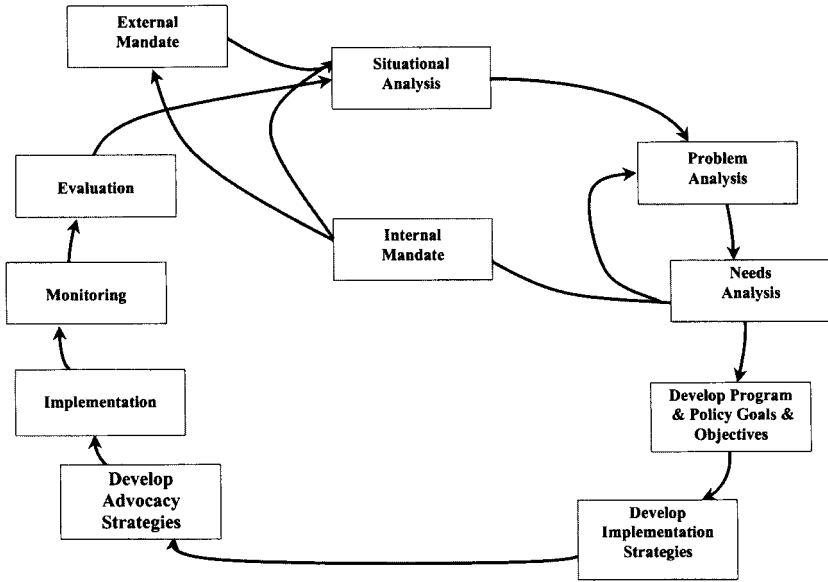 External
Mandate
Situational
Analysis
Problem
Analysis
Evaluation
Internal
Mandate
Needs
Analysis
Monitoring
Implementation
Develop Program
& Policy Goals &
Objectives
Develop
Advocacy
Strategies
Develop
Implementation
Strategies